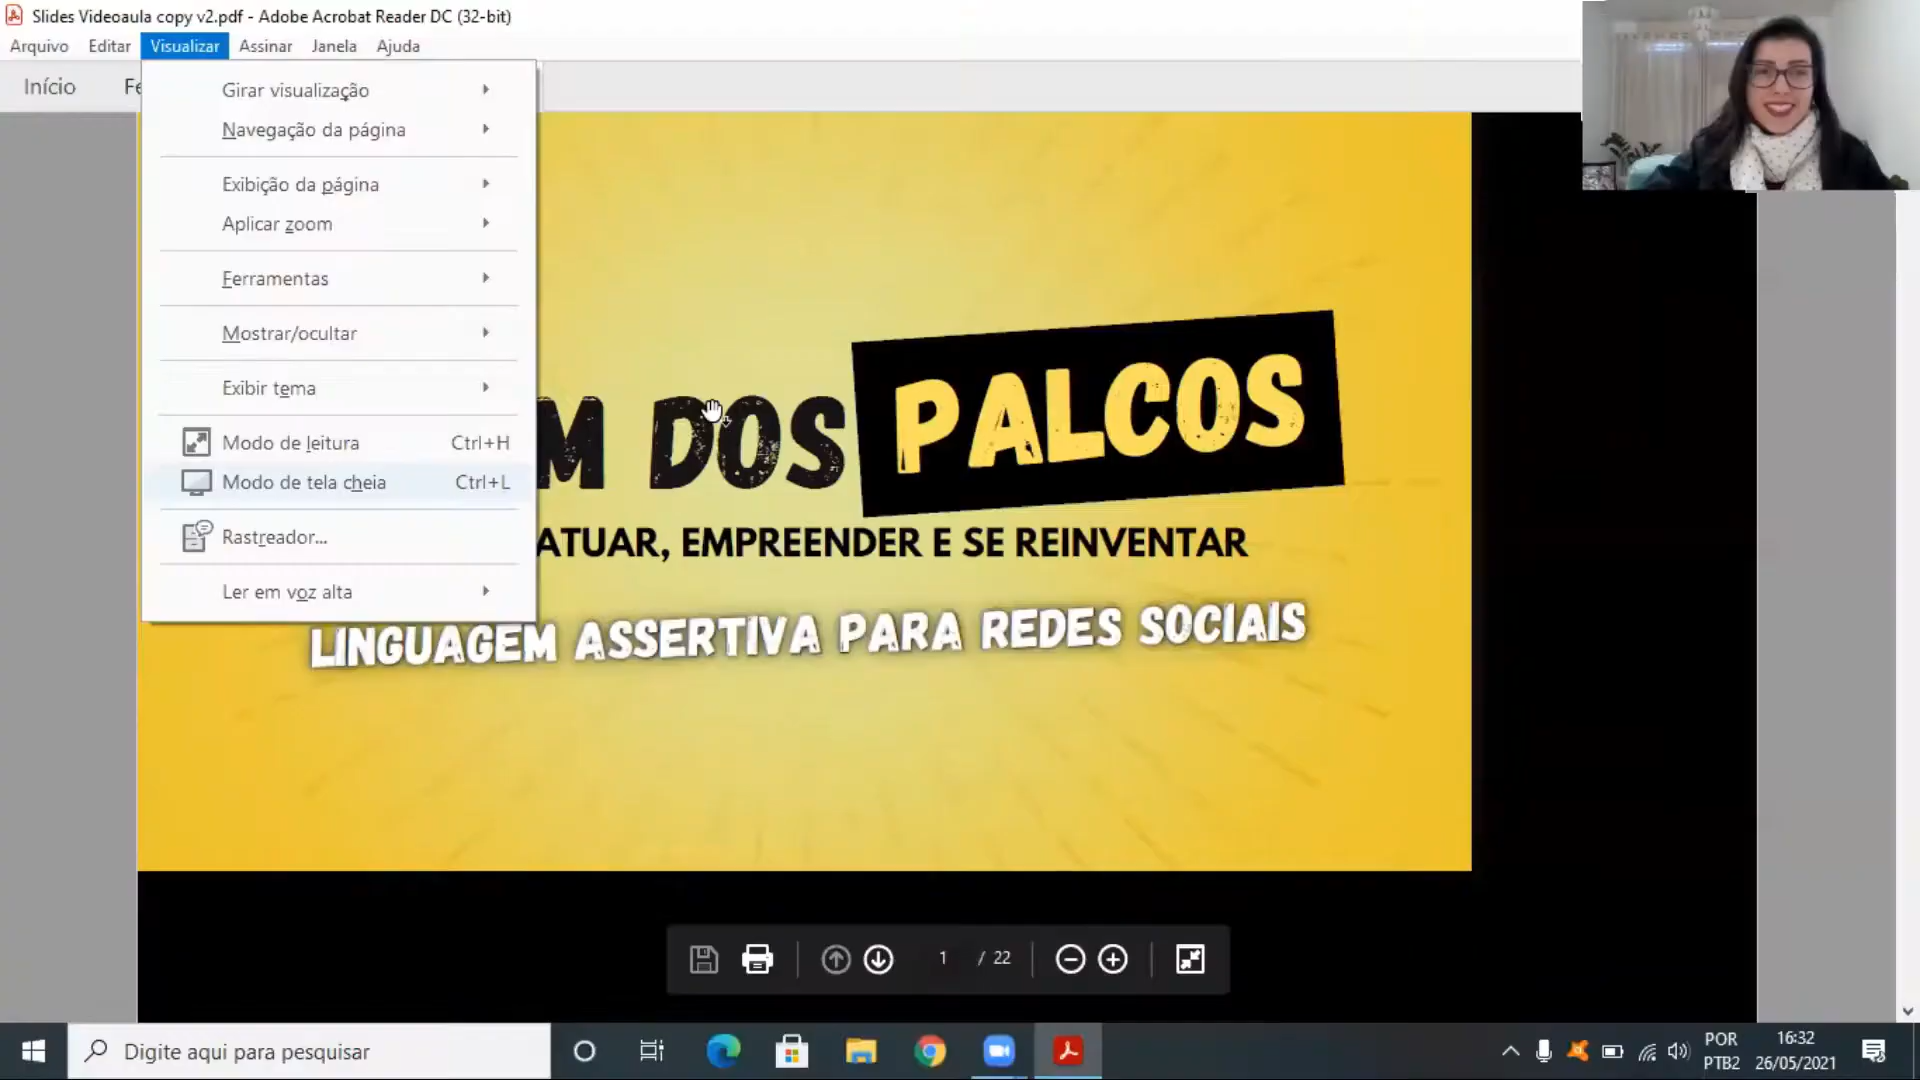 Slides Videoaula copy v2.pdf - Adobe Acrobat Reader DC (32-bit)
Arquivo Editar Visualizar Assinar Janela Ajuda
Início Fe
Girar visualização
Navegação da página
Exibição da página
Aplicar zoom
Ferramentas
Mostrar/ocultar
Exibir tema
Modo de leitura Ctrl+H
Modo de tela cheia Ctrl+L
Rastreador...
Ler em voz alta
M DOS PALCOS
ATUAR, EMPREENDER E SE REINVENTAR
LINGUAGEM ASSERTIVA PARA REDES SOCIAIS
1 / 22
Digite aqui para pesquisar
POR
PTB2
16:32
26/05/2021